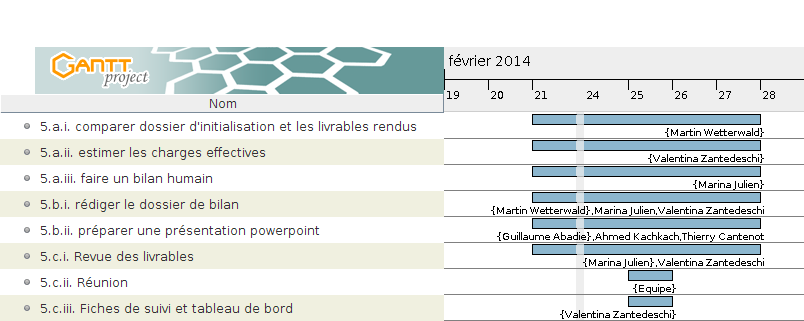 GANTT
project
février 2014
19 20 21 24 25 26 27 28
Nom
5.a.i. comparer dossier d'initialisation et les livrables rendus
{Martin Wetterwald}
5.a.ii. estimer les charges effectives
{Valentina Zantedeschi}
5.a.iii. faire un bilan humain
{Marina Julien}
5.b.i. rédiger le dossier de bilan
{Martin Wetterwald},Marina Julien,Valentina Zantedeschi
5.b.ii. préparer une présentation powerpoint
{Guillaume Abadie},Ahmed Kachkach,Thierry Cantenot
5.c.i. Revue des livrables
{Marina Julien},Valentina Zantedeschi
5.c.ii. Réunion
{Equipe}
5.c.iii. Fiches de suivi et tableau de bord
{Valentina Zantedeschi}